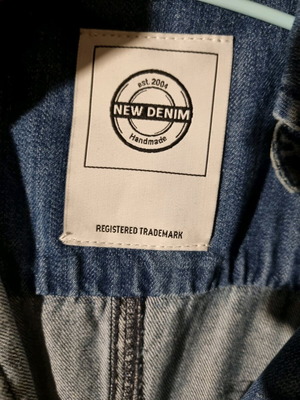 est. 2004
NEW DENIM
Handmade
REGISTERED TRADEMARK